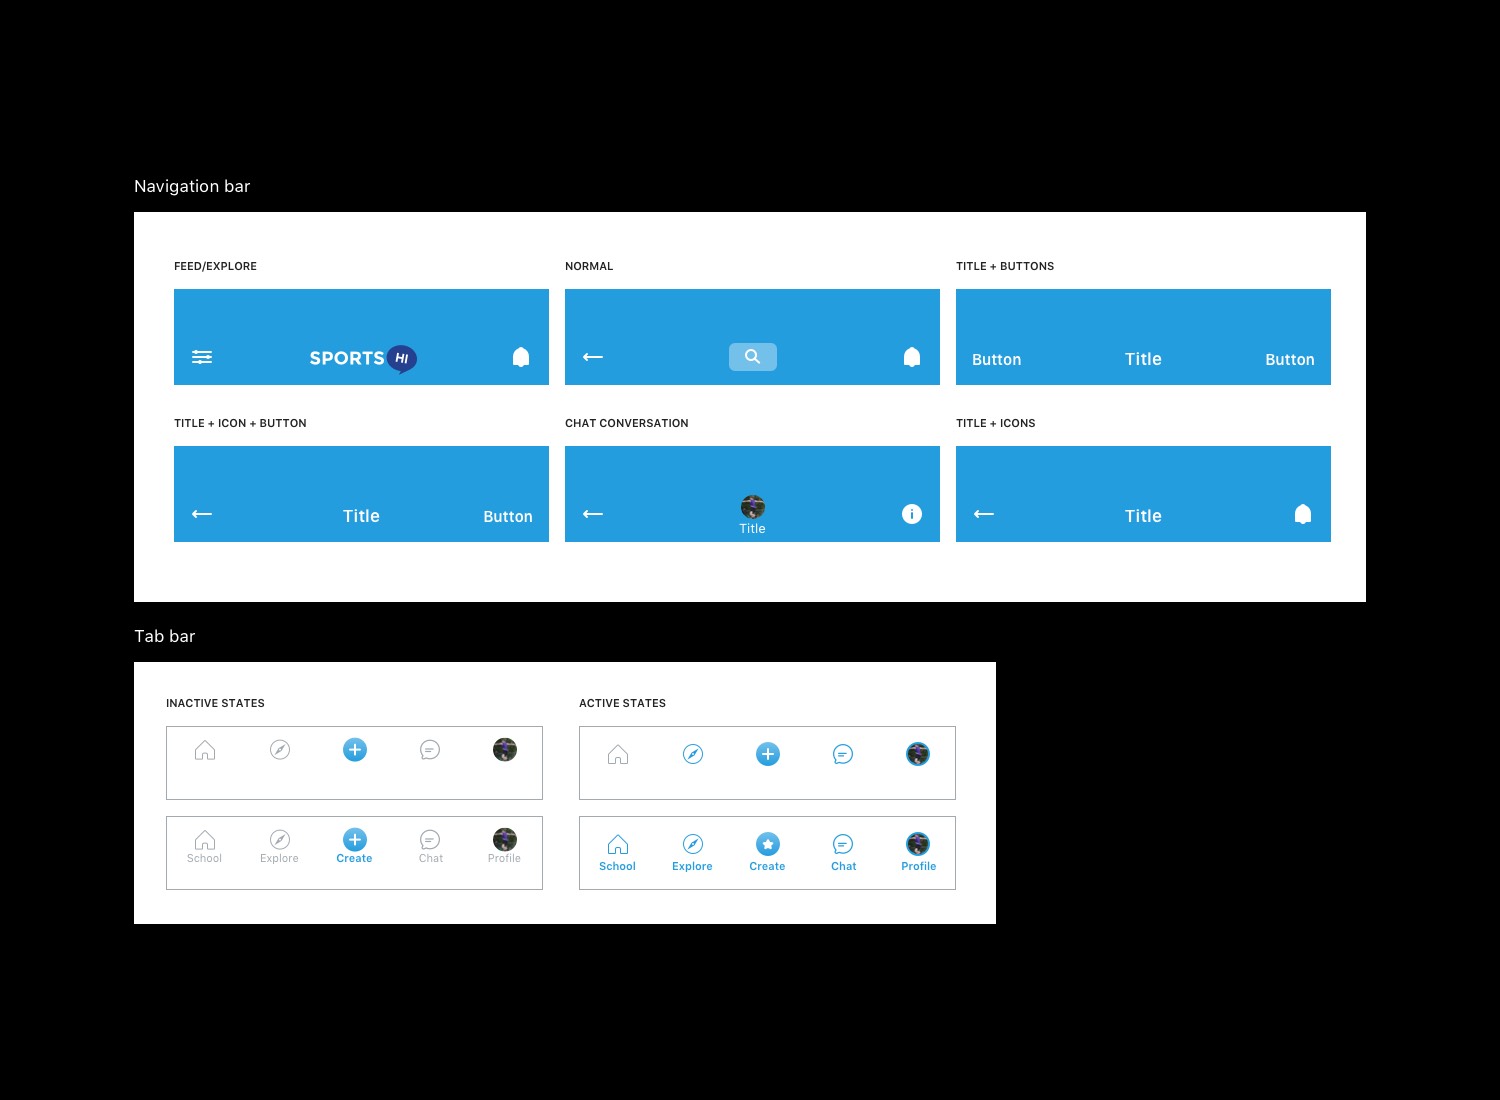 Navigation bar
FEED/EXPLORE
NORMAL
TITLE + BUTTONS
SPORTS HI
Button
Title
Button
TITLE + ICON + BUTTON
CHAT CONVERSATION
TITLE + ICONS
Title
Button
Title
Title
Tab bar
INACTIVE STATES
ACTIVE STATES
School
Explore
Create
Chat
Profile
School
Explore
Create
Chat
Profile